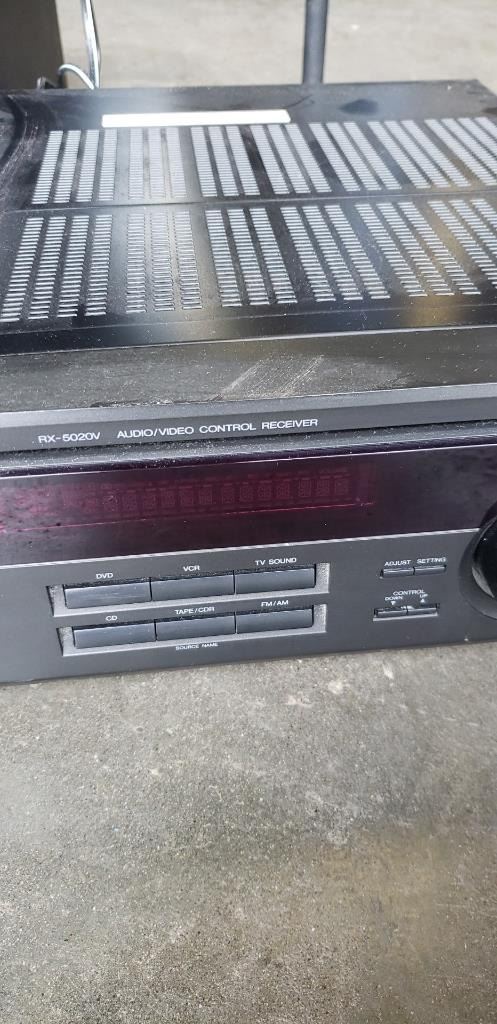 RX-5020V AUDIO/VIDEO CONTROL RECEIVER
DVD VCR TV SOUND
ADJUST SETTING
CD TAPE/CDR FM/AM
CONTROL
DOWN UP
SOURCE NAME